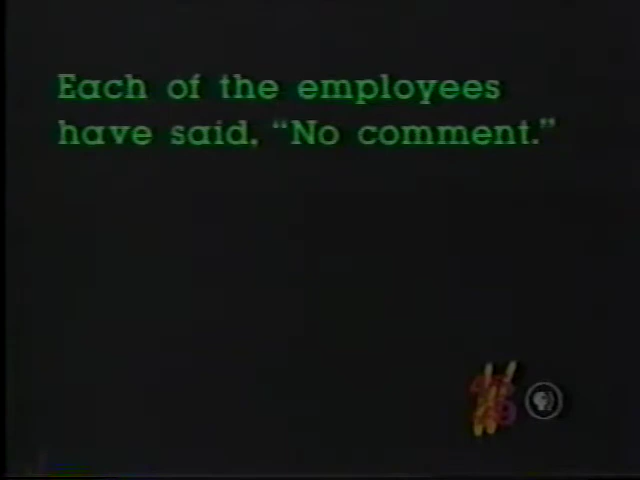 Each of the employees
have said, “No comment.”